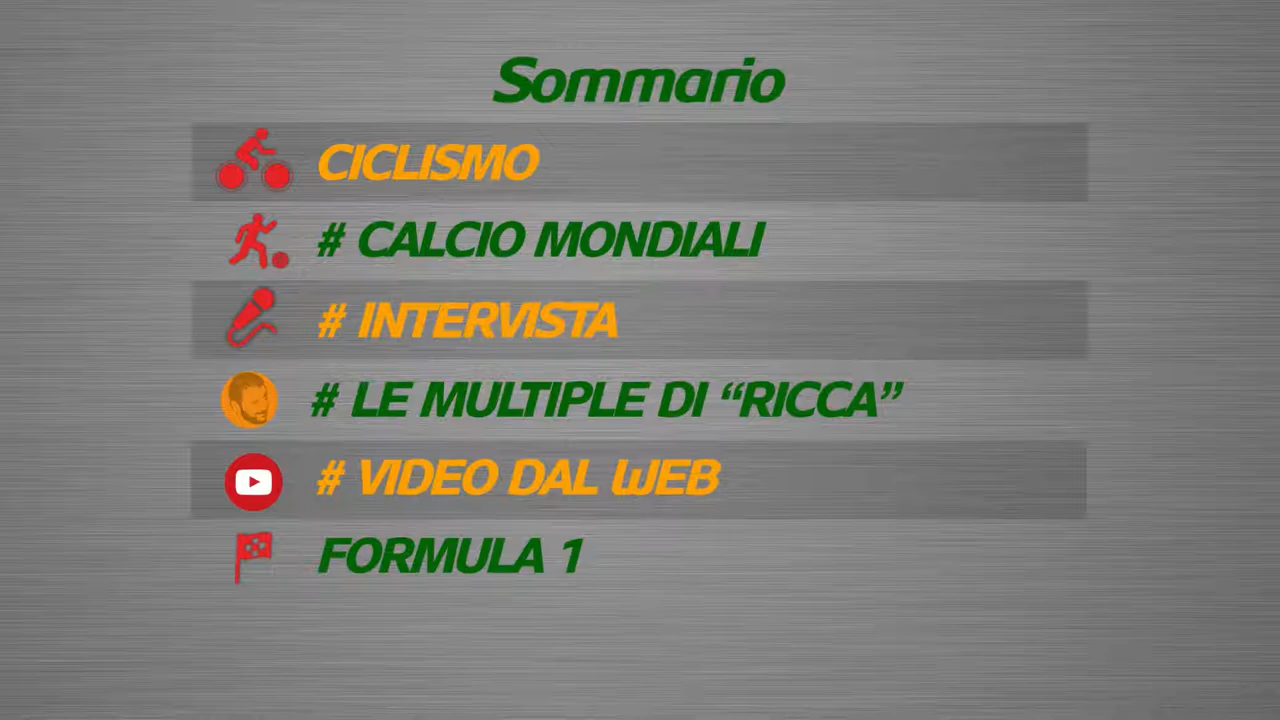 Sommario
CICLISMO
# CALCIO MONDIALI
# INTERVISTA
# LE MULTIPLE DI “RICCA”
# VIDEO DAL WEB
FORMULA 1